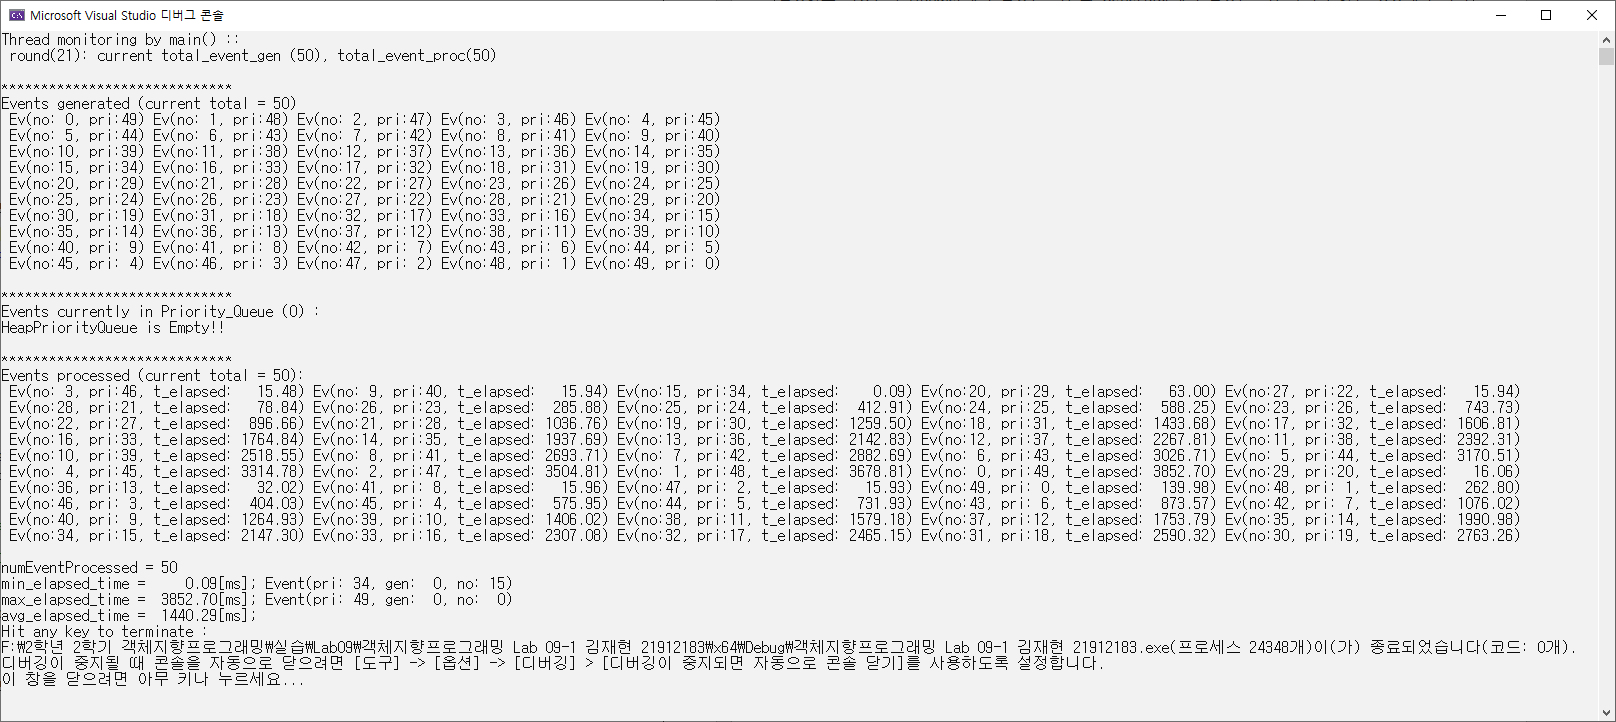 Microsoft Visual Studio 디버그 콘솔
Thread monitoring by main() ::
 round(21): current total_event_gen (50), total_event_proc(50)

*****************************
Events generated (current total = 50)
 Ev(no: 0, pri:49) Ev(no: 1, pri:48) Ev(no: 2, pri:47) Ev(no: 3, pri:46) Ev(no: 4, pri:45)
 Ev(no: 5, pri:44) Ev(no: 6, pri:43) Ev(no: 7, pri:42) Ev(no: 8, pri:41) Ev(no: 9, pri:40)
 Ev(no:10, pri:39) Ev(no:11, pri:38) Ev(no:12, pri:37) Ev(no:13, pri:36) Ev(no:14, pri:35)
 Ev(no:15, pri:34) Ev(no:16, pri:33) Ev(no:17, pri:32) Ev(no:18, pri:31) Ev(no:19, pri:30)
 Ev(no:20, pri:29) Ev(no:21, pri:28) Ev(no:22, pri:27) Ev(no:23, pri:26) Ev(no:24, pri:25)
 Ev(no:25, pri:24) Ev(no:26, pri:23) Ev(no:27, pri:22) Ev(no:28, pri:21) Ev(no:29, pri:20)
 Ev(no:30, pri:19) Ev(no:31, pri:18) Ev(no:32, pri:17) Ev(no:33, pri:16) Ev(no:34, pri:15)
 Ev(no:35, pri:14) Ev(no:36, pri:13) Ev(no:37, pri:12) Ev(no:38, pri:11) Ev(no:39, pri:10)
 Ev(no:40, pri: 9) Ev(no:41, pri: 8) Ev(no:42, pri: 7) Ev(no:43, pri: 6) Ev(no:44, pri: 5)
 Ev(no:45, pri: 4) Ev(no:46, pri: 3) Ev(no:47, pri: 2) Ev(no:48, pri: 1) Ev(no:49, pri: 0)

*****************************
Events currently in Priority_Queue (0) :
HeapPriorityQueue is Empty!!

*****************************
Events processed (current total = 50):
 Ev(no: 3, pri:46, t_elapsed:   15.48) Ev(no: 9, pri:40, t_elapsed:   15.94) Ev(no:15, pri:34, t_elapsed:    0.09) Ev(no:20, pri:29, t_elapsed:   63.00) Ev(no:27, pri:22, t_elapsed:   15.94)
 Ev(no:28, pri:21, t_elapsed:   78.84) Ev(no:26, pri:23, t_elapsed:  285.88) Ev(no:25, pri:24, t_elapsed:  412.91) Ev(no:24, pri:25, t_elapsed:  588.25) Ev(no:23, pri:26, t_elapsed:  743.73)
 Ev(no:22, pri:27, t_elapsed:  896.66) Ev(no:21, pri:28, t_elapsed: 1036.76) Ev(no:19, pri:30, t_elapsed: 1259.50) Ev(no:18, pri:31, t_elapsed: 1433.68) Ev(no:17, pri:32, t_elapsed: 1606.81)
 Ev(no:16, pri:33, t_elapsed: 1764.84) Ev(no:14, pri:35, t_elapsed: 1937.69) Ev(no:13, pri:36, t_elapsed: 2142.83) Ev(no:12, pri:37, t_elapsed: 2267.81) Ev(no:11, pri:38, t_elapsed: 2392.31)
 Ev(no:10, pri:39, t_elapsed: 2518.55) Ev(no: 8, pri:41, t_elapsed: 2693.71) Ev(no: 7, pri:42, t_elapsed: 2882.69) Ev(no: 6, pri:43, t_elapsed: 3026.71) Ev(no: 5, pri:44, t_elapsed: 3170.51)
 Ev(no: 4, pri:45, t_elapsed: 3314.78) Ev(no: 2, pri:47, t_elapsed: 3504.81) Ev(no: 1, pri:48, t_elapsed: 3678.81) Ev(no: 0, pri:49, t_elapsed: 3852.70) Ev(no:29, pri:20, t_elapsed:   16.06)
 Ev(no:36, pri:13, t_elapsed:   32.02) Ev(no:41, pri: 8, t_elapsed:   15.96) Ev(no:47, pri: 2, t_elapsed:   15.93) Ev(no:49, pri: 0, t_elapsed:  139.98) Ev(no:48, pri: 1, t_elapsed:  262.80)
 Ev(no:46, pri: 3, t_elapsed:  404.03) Ev(no:45, pri: 4, t_elapsed:  575.95) Ev(no:44, pri: 5, t_elapsed:  731.93) Ev(no:43, pri: 6, t_elapsed:  873.57) Ev(no:42, pri: 7, t_elapsed: 1076.02)
 Ev(no:40, pri: 9, t_elapsed: 1264.93) Ev(no:39, pri:10, t_elapsed: 1406.02) Ev(no:38, pri:11, t_elapsed: 1579.18) Ev(no:37, pri:12, t_elapsed: 1753.79) Ev(no:35, pri:14, t_elapsed: 1990.98)
 Ev(no:34, pri:15, t_elapsed: 2147.30) Ev(no:33, pri:16, t_elapsed: 2307.08) Ev(no:32, pri:17, t_elapsed: 2465.15) Ev(no:31, pri:18, t_elapsed: 2590.32) Ev(no:30, pri:19, t_elapsed: 2763.26)

numEventProcessed = 50
min_elapsed_time =     0.09[ms]; Event(pri: 34, gen:  0, no: 15)
max_elapsed_time =  3852.70[ms]; Event(pri: 49, gen:  0, no:  0)
avg_elapsed_time =  1440.29[ms];
Hit any key to terminate :
F:₩2학년 2학기 객체지향프로그래밍₩실습₩Lab09₩객체지향프로그래밍 Lab 09-1 김재현 21912183₩x64₩Debug₩객체지향프로그래밍 Lab 09-1 김재현 21912183.exe(프로세스 24348개)이(가) 종료되었습니다(코드: 0개).
디버깅이 중지될 때 콘솔을 자동으로 닫으려면 [도구] -> [옵션] -> [디버깅] > [디버깅이 중지되면 자동으로 콘솔 닫기]를 사용하도록 설정합니다.
이 창을 닫으려면 아무 키나 누르세요...